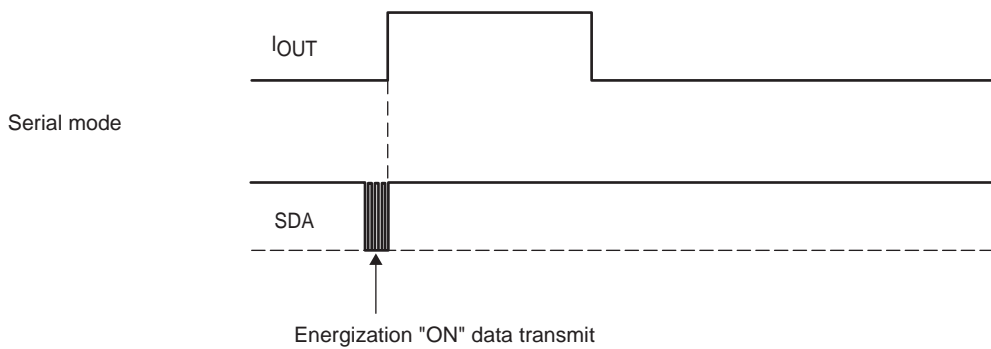 IOUT
Serial mode
SDA
Energization "ON" data transmit